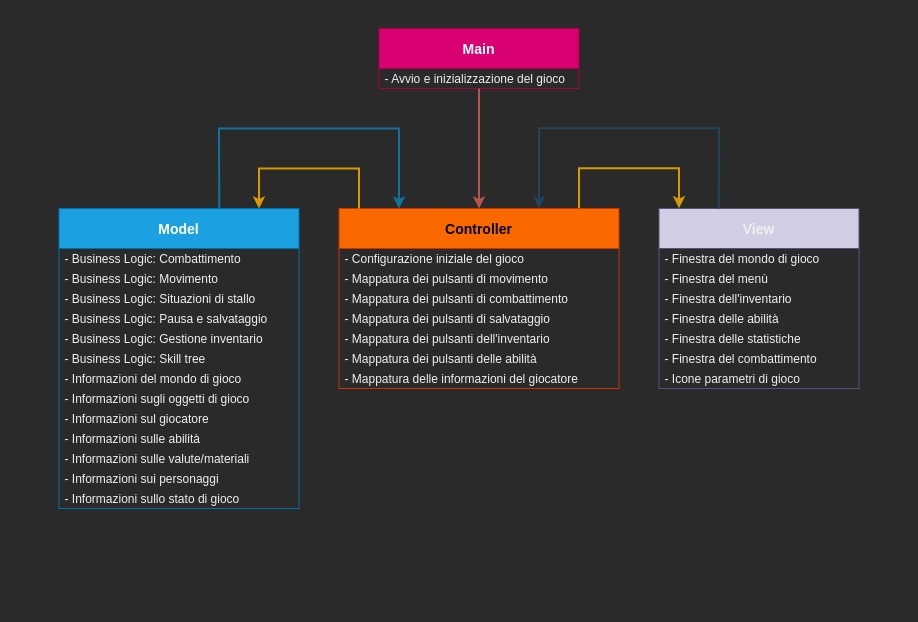 Main
- Avvio e inizializzazione del gioco
Model
- Business Logic: Combattimento
- Business Logic: Movimento
- Business Logic: Situazioni di stallo
- Business Logic: Pausa e salvataggio
- Business Logic: Gestione inventario
- Business Logic: Skill tree
- Informazioni del mondo di gioco
- Informazioni sugli oggetti di gioco
- Informazioni sul giocatore
- Informazioni sulle abilità
- Informazioni sulle valute/materiali
- Informazioni sui personaggi
- Informazioni sullo stato di gioco
Controller
- Configurazione iniziale del gioco
- Mappatura dei pulsanti di movimento
- Mappatura dei pulsanti di combattimento
- Mappatura dei pulsanti di salvataggio
- Mappatura dei pulsanti dell'inventario
- Mappatura dei pulsanti delle abilità
- Mappatura delle informazioni del giocatore
View
- Finestra del mondo di gioco
- Finestra del menù
- Finestra dell'inventario
- Finestra delle abilità
- Finestra delle statistiche
- Finestra del combattimento
- Icone parametri di gioco